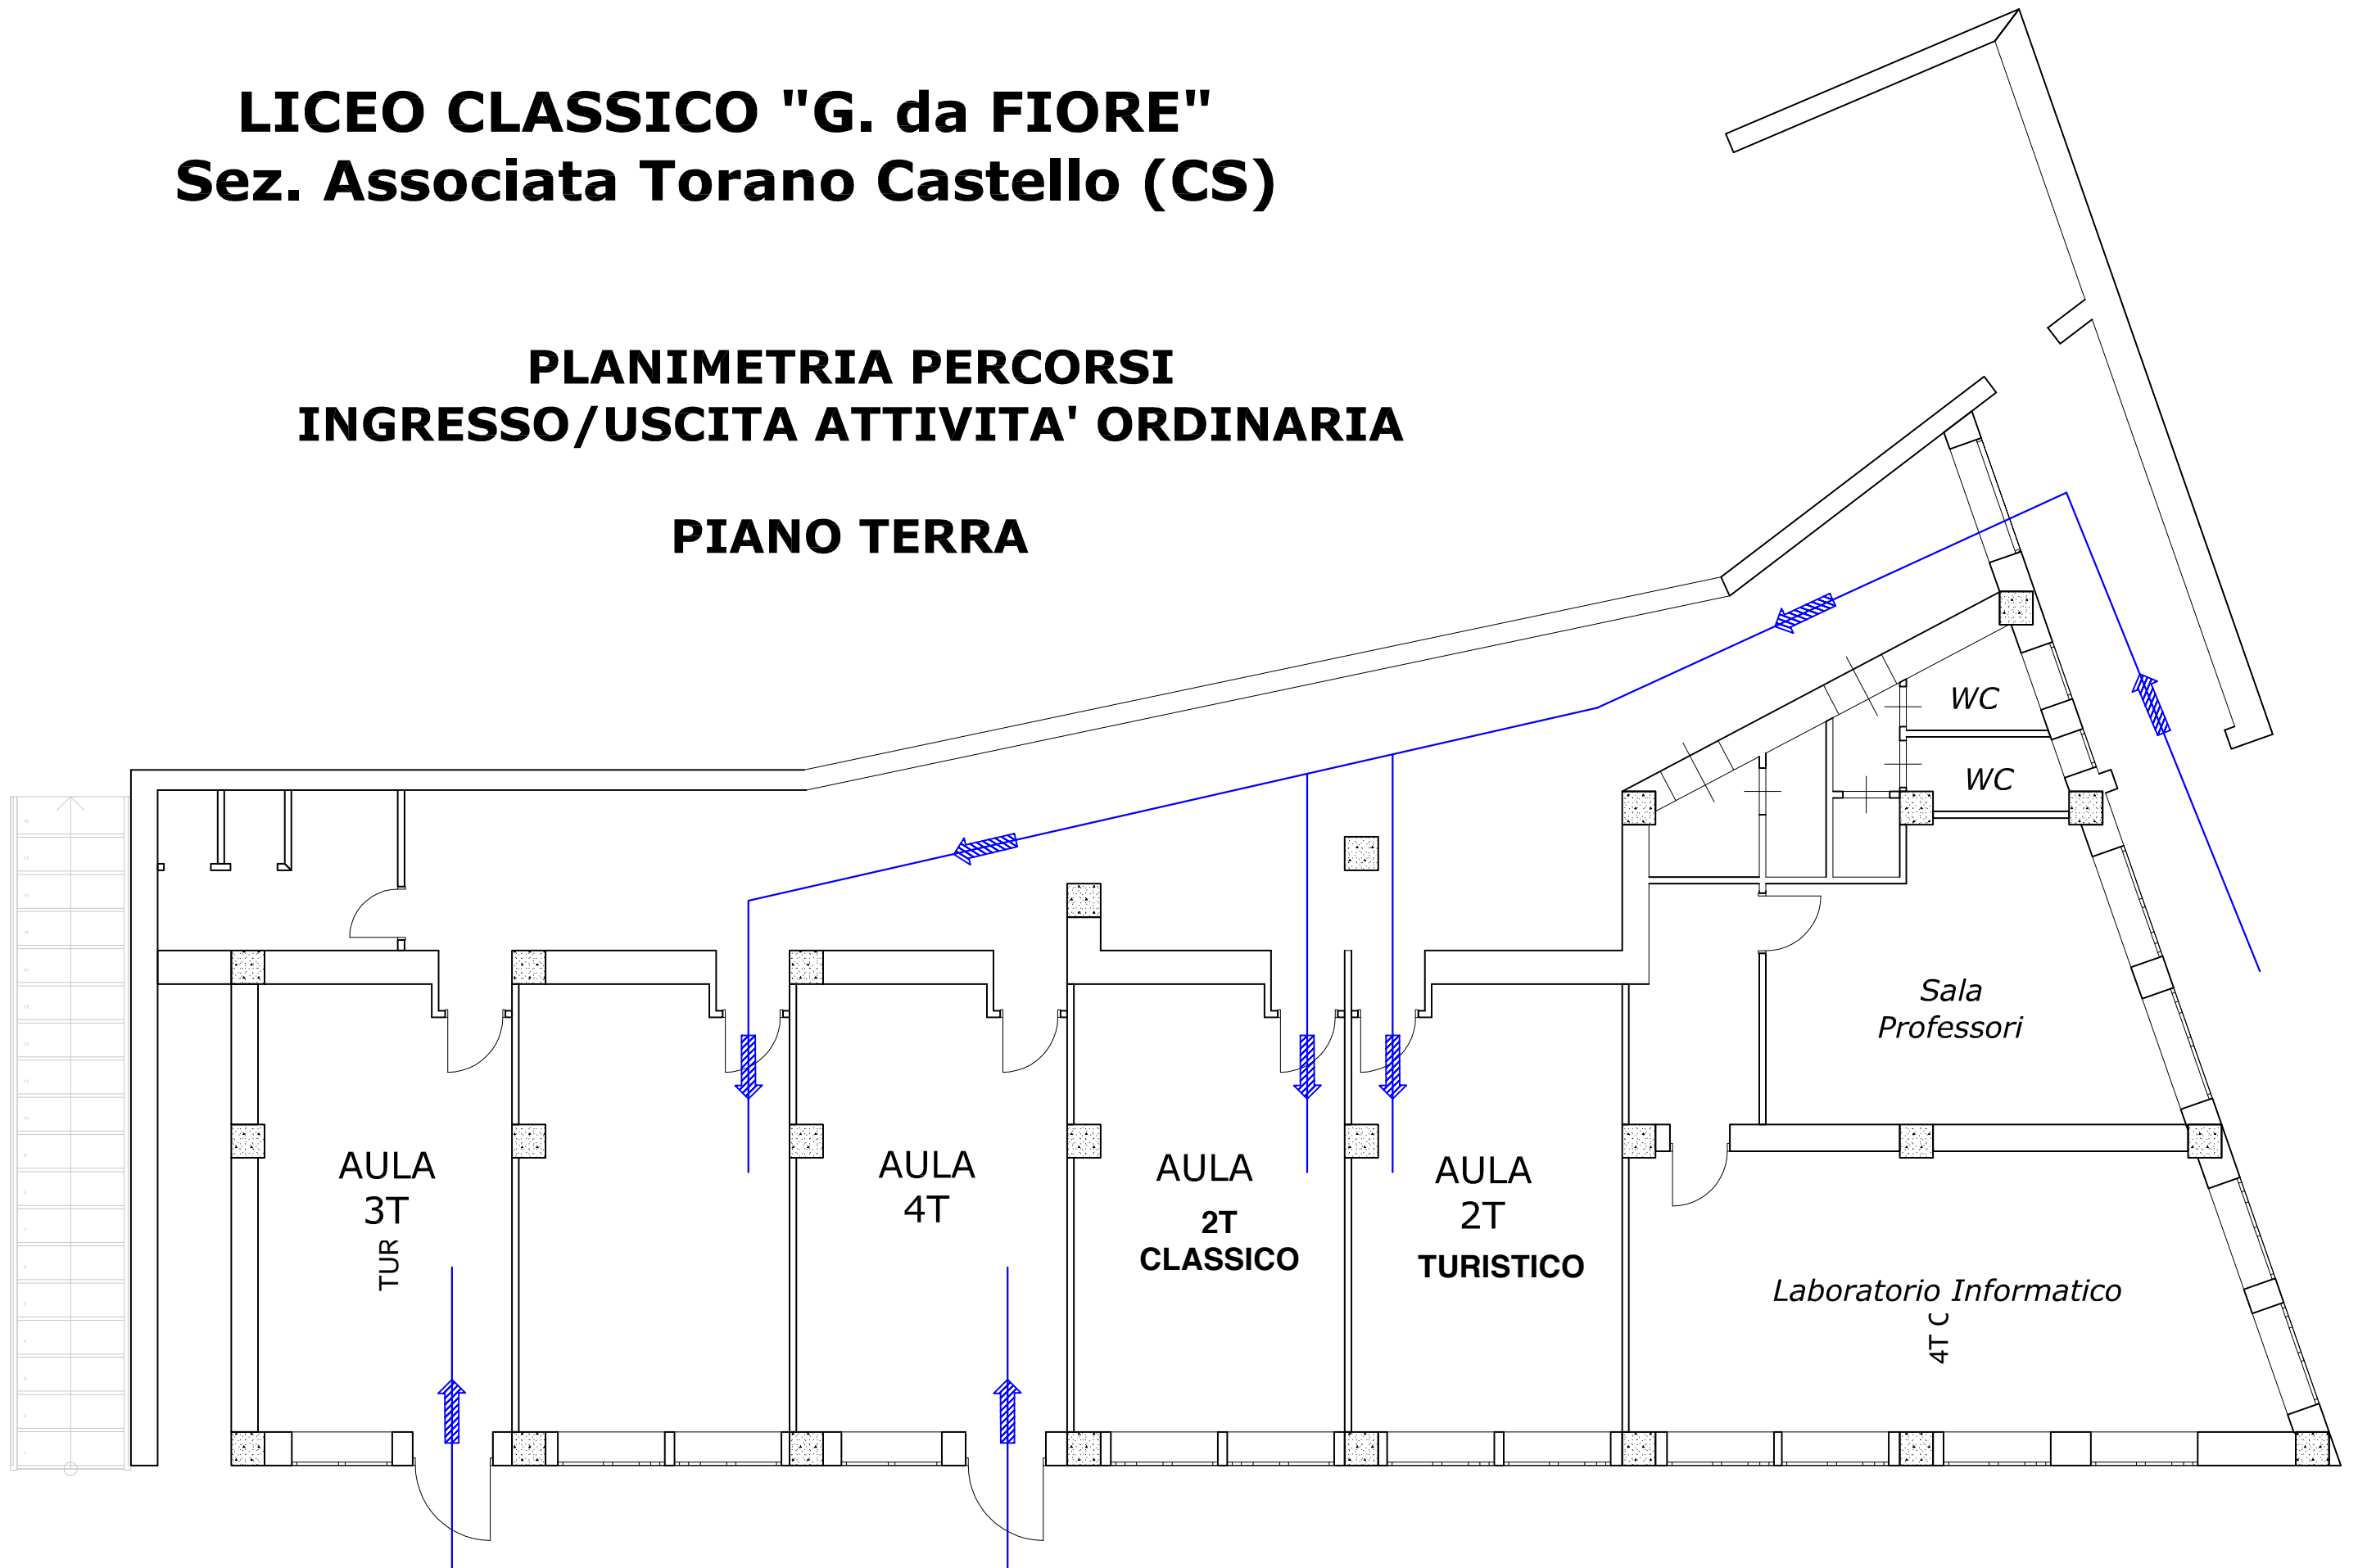 LICEO CLASSICO "G. da FIORE"
Sez. Associata Torano Castello (CS)
PLANIMETRIA PERCORSI
INGRESSO/USCITA ATTIVITA' ORDINARIA
PIANO TERRA
WC
WC
Sala
Professori
AULA
3T
TUR
AULA
4T
AULA
2T
CLASSICO
AULA
2T
TURISTICO
Laboratorio Informatico
4T C